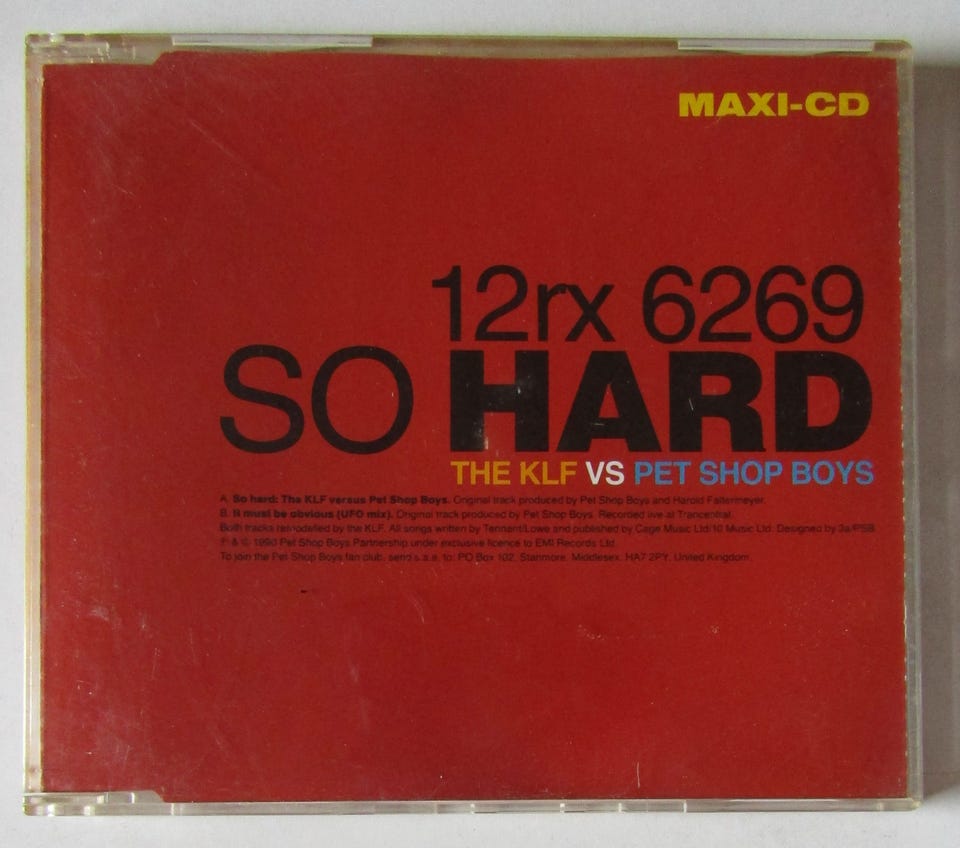 MAXI-CD
12rx 6269
SO HARD
THE KLF VS PET SHOP BOYS
A. So hard: The KLF versus Pet Shop Boys. Original track produced by Pet Shop Boys and Harold Faltermeyer.
B. It must be obvious (UFO mix). Original track produced by Pet Shop Boys. Recorded live at Trancentral.
Both tracks remodelled by the KLF. All songs written by Tennant/Lowe and published by Cage Music Ltd/10 Music Ltd. Designed by 3a/PSB
℗ & © 1990 Pet Shop Boys Partnership under exclusive licence to EMI Records Ltd.
To join the Pet Shop Boys fan club, send s.a.e. to: PO Box 102, Stanmore, Middlesex, HA7 2PY, United Kingdom.